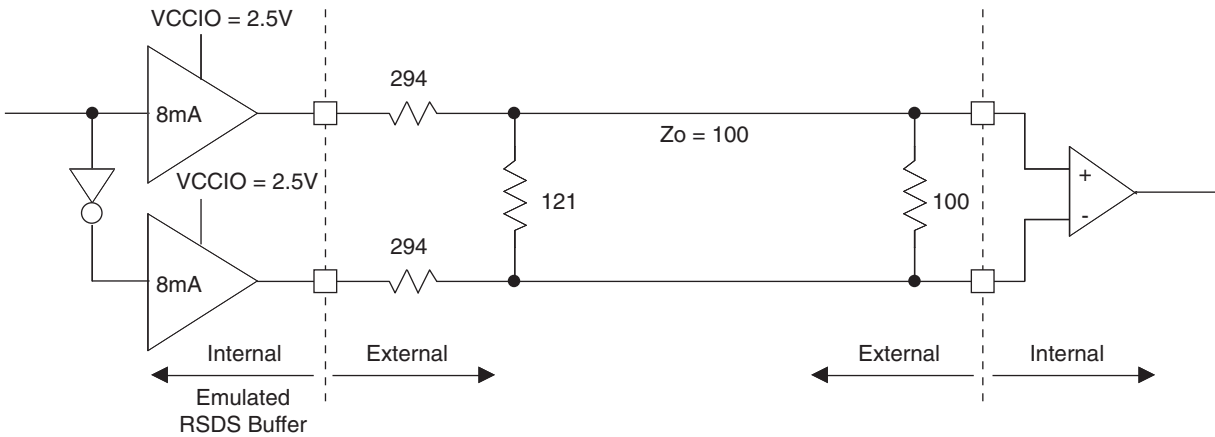 VCCIO = 2.5V
294
8mA
Zo = 100
VCCIO = 2.5V
121
100
+
-
294
8mA
Internal
External
External
Internal
Emulated
RSDS Buffer